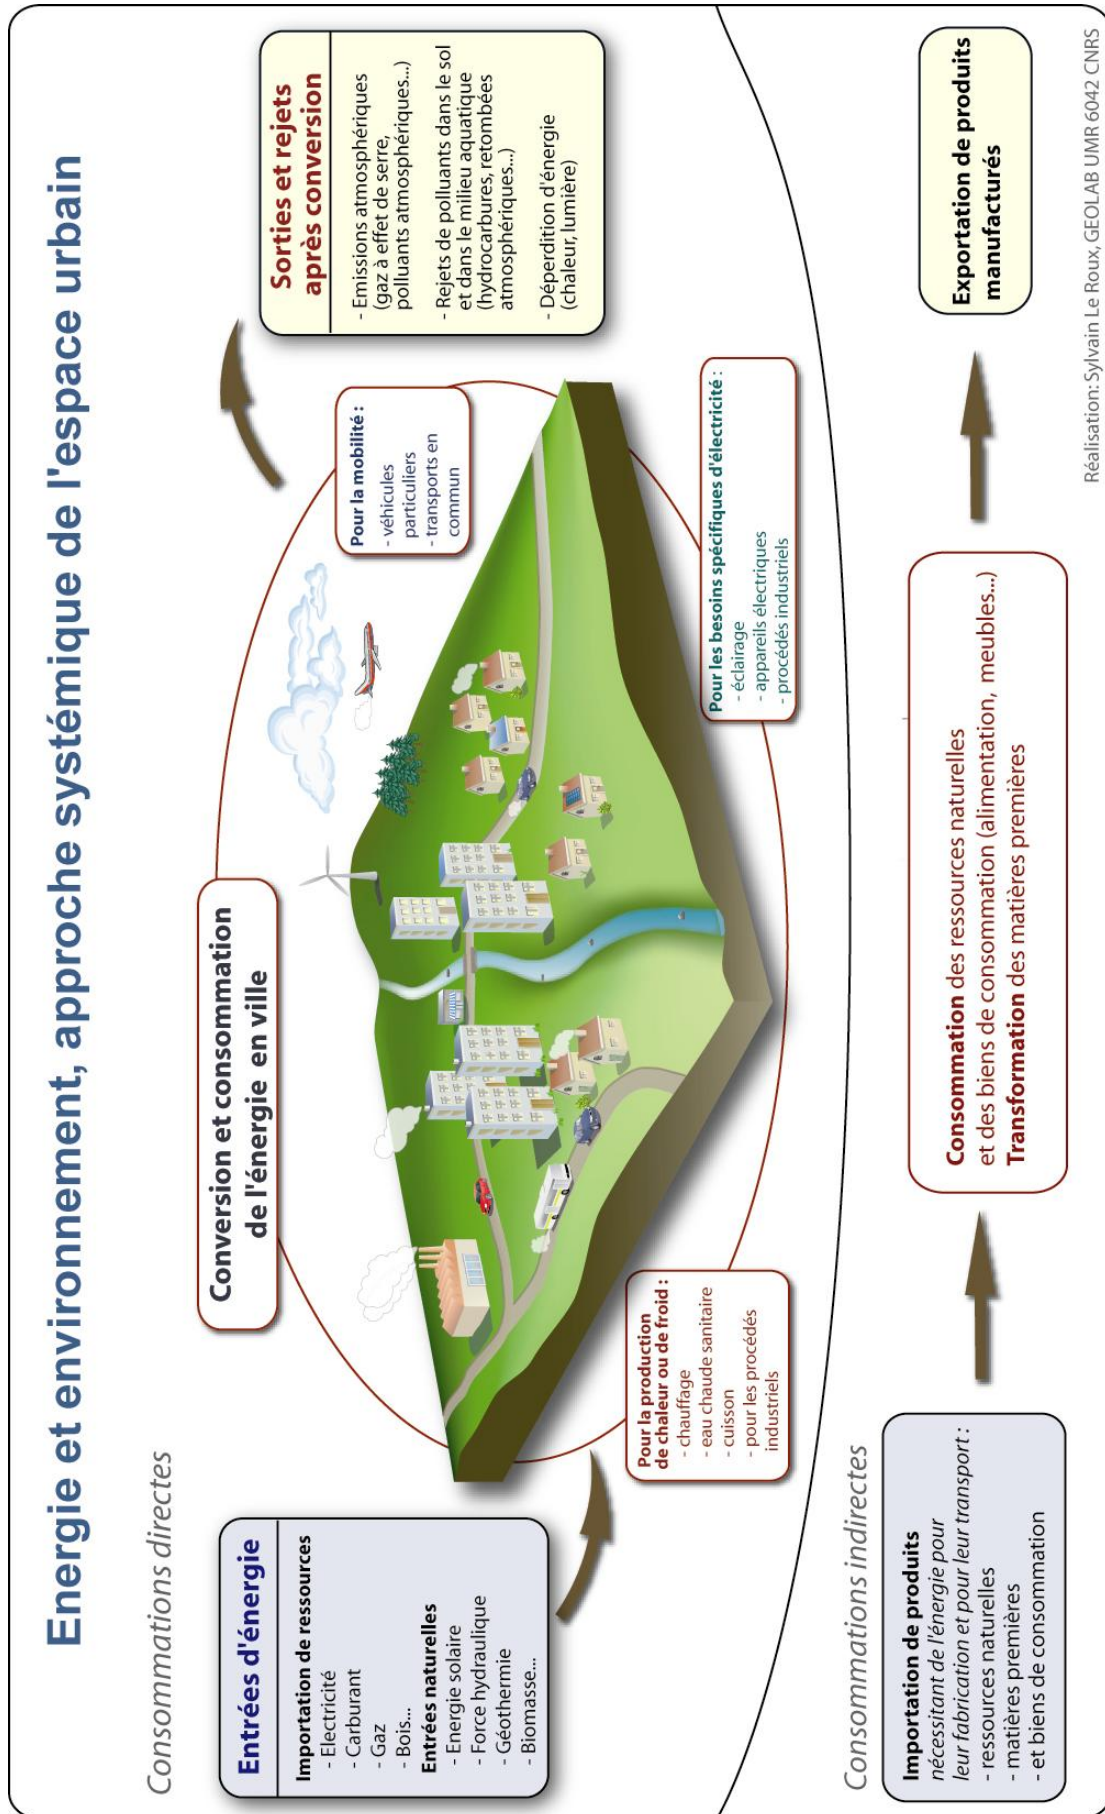 Energie et environnement, approche systémique de l'espace urbain
Consommations directes
Entrées d'énergie
Importation de ressources
- Electricité
- Carburant
- Gaz
- Bois...
Entrées naturelles
- Energie solaire
- Force hydraulique
- Géothermie
- Biomasse...
Conversion et consommation
de l'énergie en ville
Pour la production
de chaleur ou de froid :
- chauffage
- eau chaude sanitaire
- cuisson
- pour les procédés
industriels
Pour la mobilité :
- véhicules
particuliers
- transports en
commun
Pour les besoins spécifiques d'électricité :
- éclairage
- appareils électriques
- procédés industriels
Sorties et rejets
après conversion
- Emissions atmosphériques
(gaz à effet de serre,
polluants atmosphériques...)
- Rejets de polluants dans le sol
et dans le milieu aquatique
(hydrocarbures, retombées
atmosphériques...)
- Déperdition d'énergie
(chaleur, lumière)
Consommations indirectes
Importation de produits
nécessitant de l'énergie pour
leur fabrication et pour leur transport :
- ressources naturelles
- matières premières
- et biens de consommation
Consommation des ressources naturelles
et des biens de consommation (alimentation, meubles...)
Transformation des matières premières
Exportation de produits
manufacturés
Réalisation: Sylvain Le Roux, GEOLAB UMR 6042 CNRS